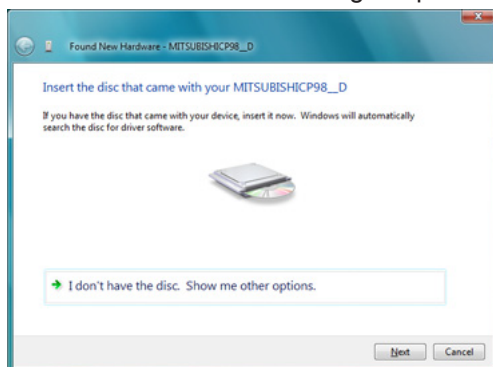 Found New Hardware - MITSUBISHICP98__D
Insert the disc that came with your MITSUBISHICP98__D
If you have the disc that came with your device, insert it now. Windows will automatically
search the disc for driver software.
I don't have the disc. Show me other options.
Next Cancel